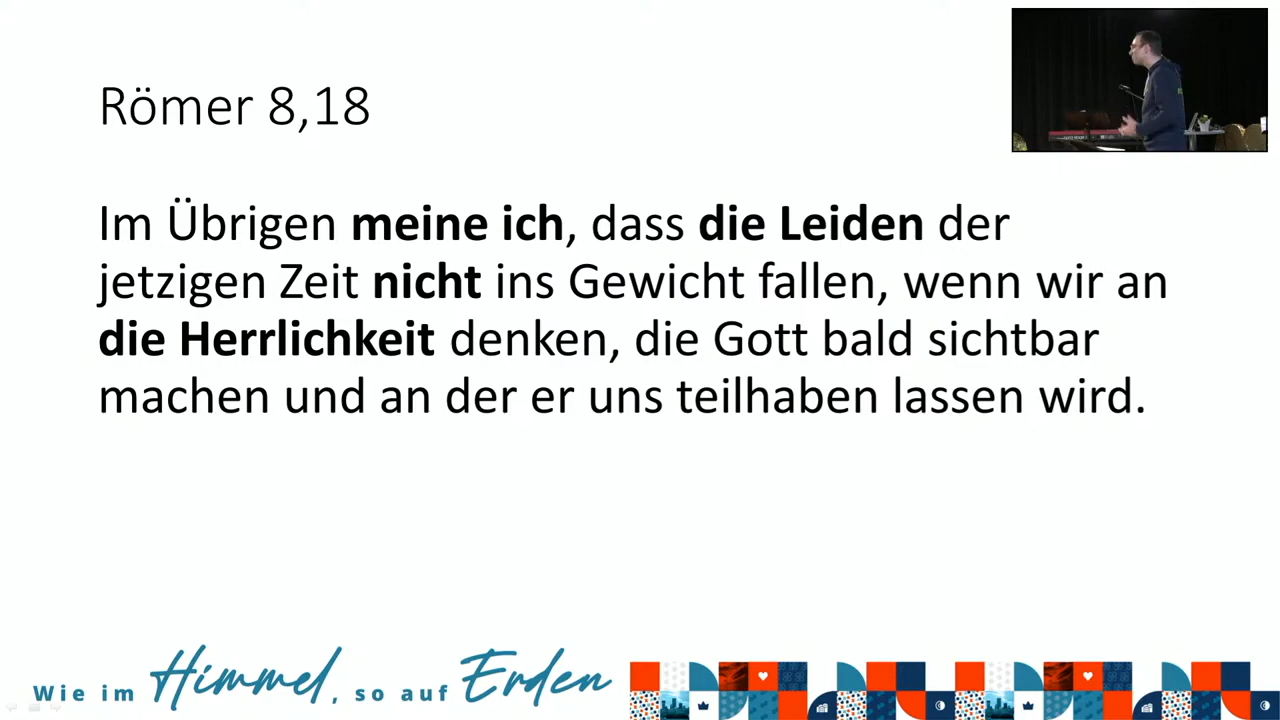 Römer 8,18
Im Übrigen meine ich, dass die Leiden der
jetzigen Zeit nicht ins Gewicht fallen, wenn wir an
die Herrlichkeit denken, die Gott bald sichtbar
machen und an der er uns teilhaben lassen wird.
Wie im Himmel, so auf Erden